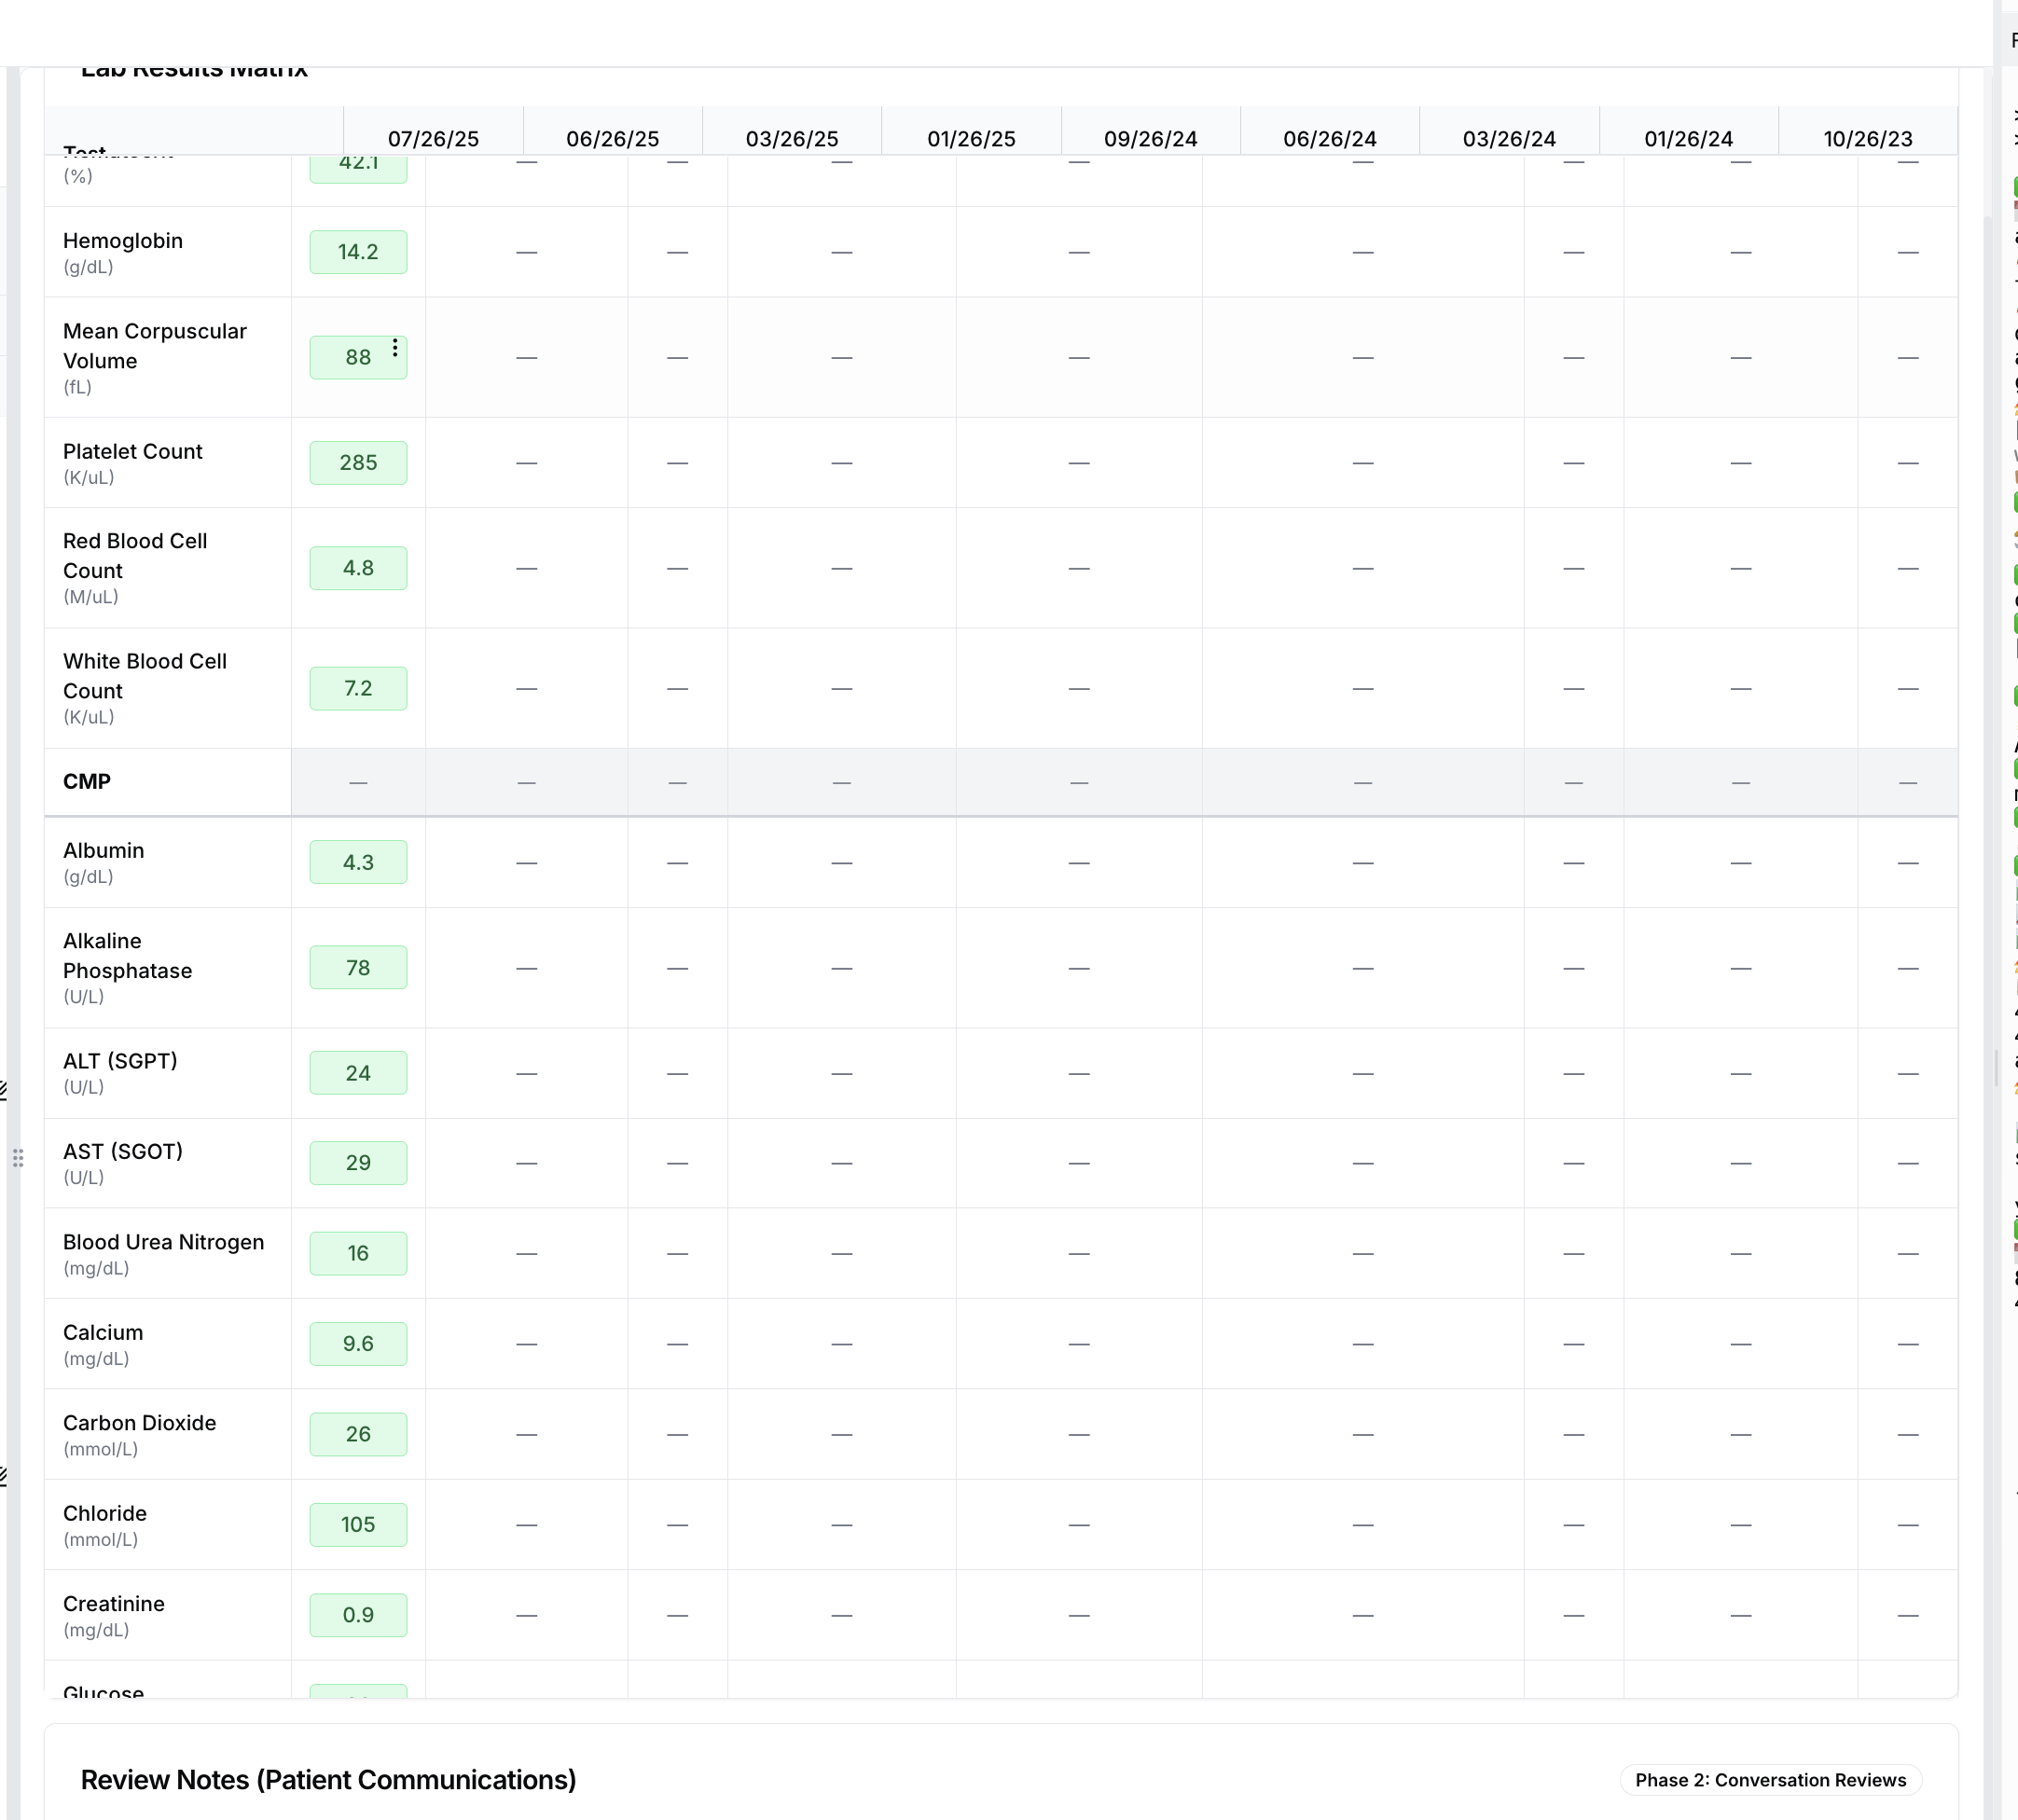 Lab Results Matrix
07/26/25 06/26/25 03/26/25 01/26/25 09/26/24 06/26/24 03/26/24 01/26/24 10/26/23
(%) 42.1 — — — — — — — —
Hemoglobin
(g/dL) 14.2 — — — — — — — —
Mean Corpuscular
Volume
(fL) 88 — — — — — — — —
Platelet Count
(K/uL) 285 — — — — — — — —
Red Blood Cell
Count
(M/uL) 4.8 — — — — — — — —
White Blood Cell
Count
(K/uL) 7.2 — — — — — — — —
CMP — — — — — — — — —
Albumin
(g/dL) 4.3 — — — — — — — —
Alkaline
Phosphatase
(U/L) 78 — — — — — — — —
ALT (SGPT)
(U/L) 24 — — — — — — — —
AST (SGOT)
(U/L) 29 — — — — — — — —
Blood Urea Nitrogen
(mg/dL) 16 — — — — — — — —
Calcium
(mg/dL) 9.6 — — — — — — — —
Carbon Dioxide
(mmol/L) 26 — — — — — — — —
Chloride
(mmol/L) 105 — — — — — — — —
Creatinine
(mg/dL) 0.9 — — — — — — — —
Glucose
Review Notes (Patient Communications)
Phase 2: Conversation Reviews